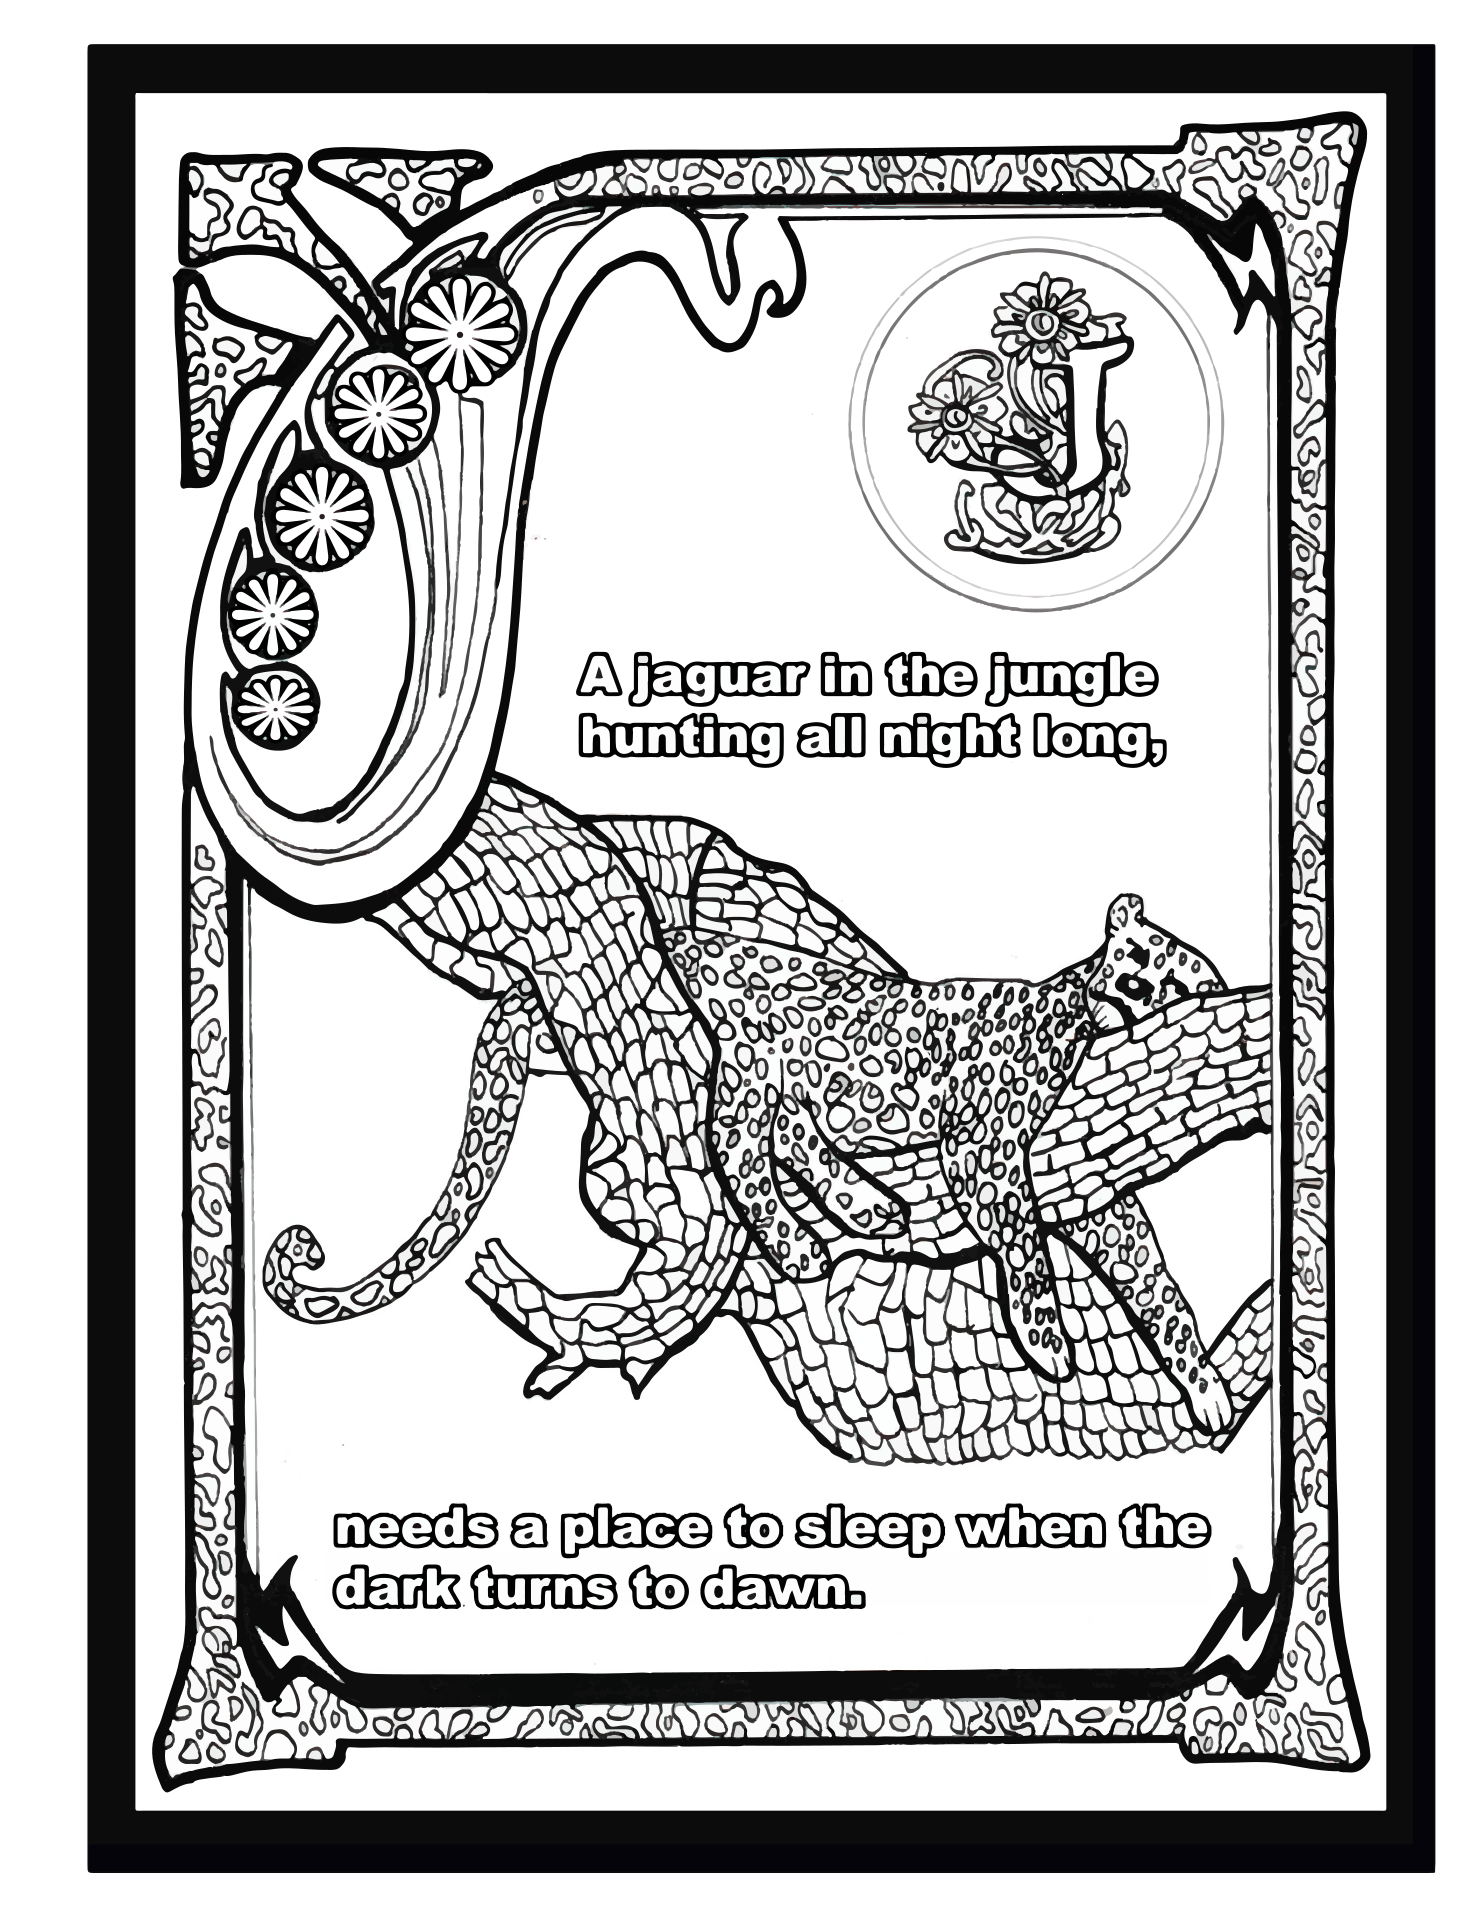 J
A jaguar in the jungle
hunting all night long,
needs a place to sleep when the
dark turns to dawn.